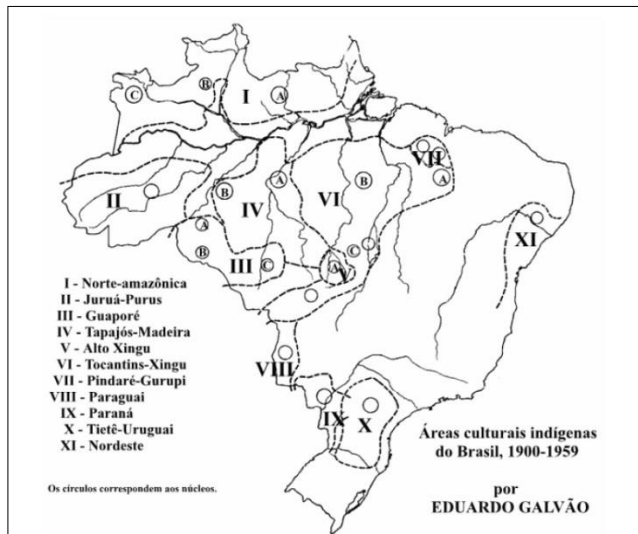 C
B
I
A
VII
A
II
B
IV
A
VI
B
XI
A
B
III
C
A
V
C
I - Norte-amazônica
II - Juruá-Purus
III - Guaporé
IV - Tapajós-Madeira
V - Alto Xingu
VI - Tocantins-Xingu
VII - Pindaré-Gurupi
VIII - Paraguai
IX - Paraná
X - Tietê-Uruguai
XI - Nordeste
VIII
IX
X
Áreas culturais indígenas
do Brasil, 1900-1959
por
EDUARDO GALVÃO
Os círculos correspondem aos núcleos.